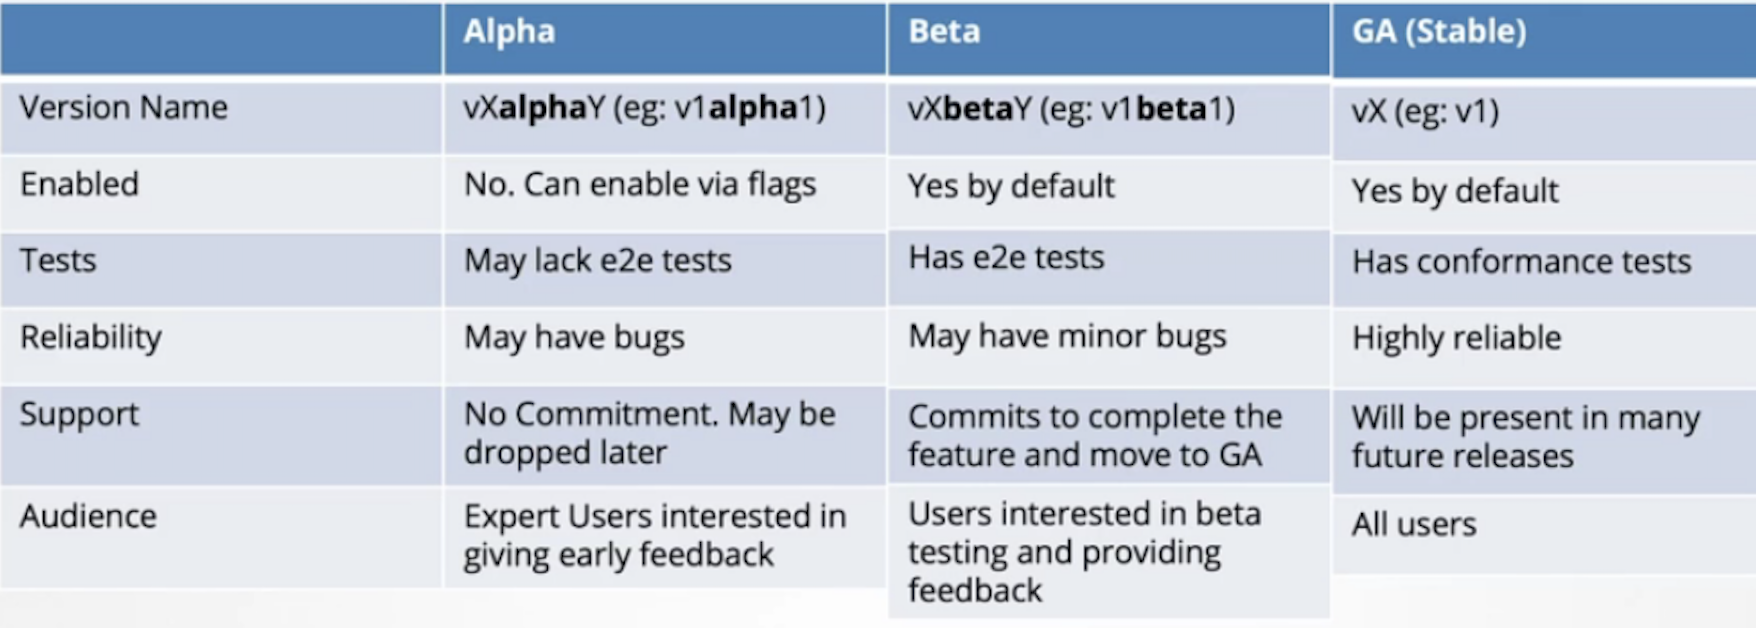 Alpha Beta GA (Stable)
Version Name vXalphaY (eg: v1alpha1) vXbetaY (eg: v1beta1) vX (eg: v1)
Enabled No. Can enable via flags Yes by default Yes by default
Tests May lack e2e tests Has e2e tests Has conformance tests
Reliability May have bugs May have minor bugs Highly reliable
Support No Commitment. May be Commits to complete the Will be present in many
dropped later feature and move to GA future releases
Audience Expert Users interested in Users interested in beta All users
giving early feedback testing and providing
feedback